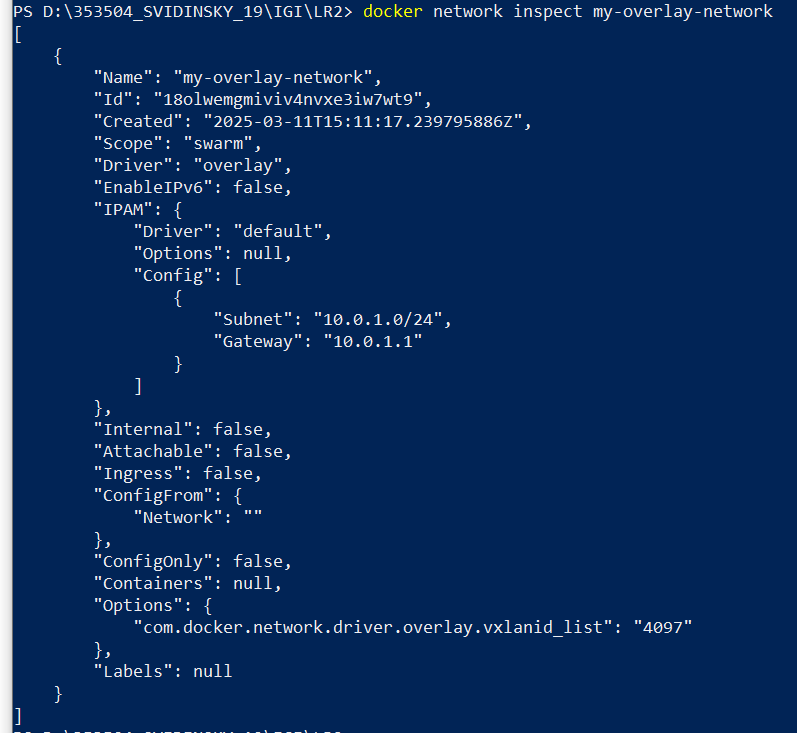 PS D:\353504_SVIDINSKY_19\IGI\LR2> docker network inspect my-overlay-network
[
    {
        "Name": "my-overlay-network",
        "Id": "18olwemgmiviv4nvxe3iw7wt9",
        "Created": "2025-03-11T15:11:17.239795886Z",
        "Scope": "swarm",
        "Driver": "overlay",
        "EnableIPv6": false,
        "IPAM": {
            "Driver": "default",
            "Options": null,
            "Config": [
                {
                    "Subnet": "10.0.1.0/24",
                    "Gateway": "10.0.1.1"
                }
            ]
        },
        "Internal": false,
        "Attachable": false,
        "Ingress": false,
        "ConfigFrom": {
            "Network": ""
        },
        "ConfigOnly": false,
        "Containers": null,
        "Options": {
            "com.docker.network.driver.overlay.vxlanid_list": "4097"
        },
        "Labels": null
    }
]